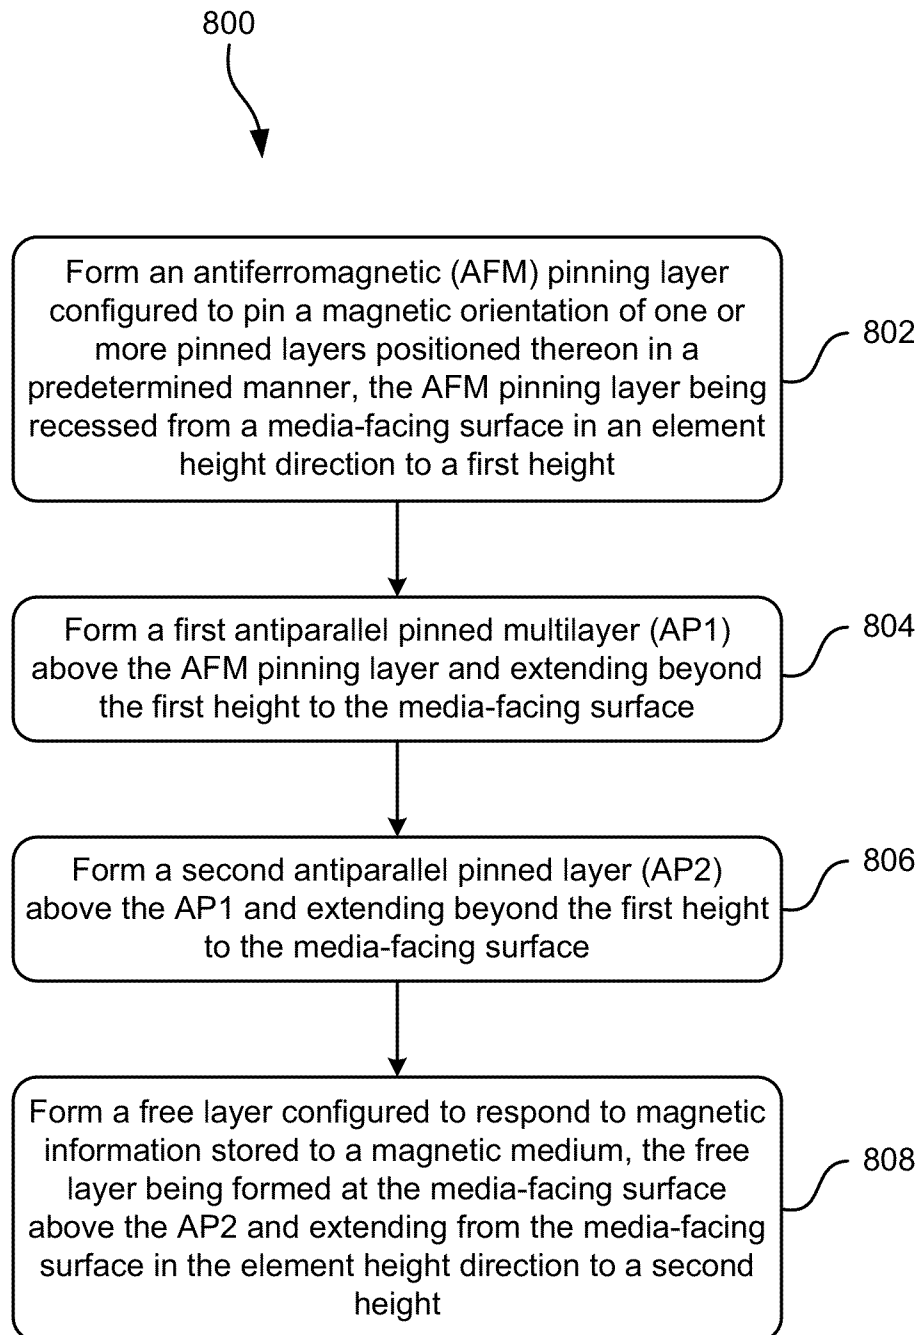 800
Form an antiferromagnetic (AFM) pinning layer
configured to pin a magnetic orientation of one or
more pinned layers positioned thereon in a
predetermined manner, the AFM pinning layer being
recessed from a media-facing surface in an element
height direction to a first height
802
Form a first antiparallel pinned multilayer (AP1)
above the AFM pinning layer and extending beyond
the first height to the media-facing surface
804
Form a second antiparallel pinned layer (AP2)
above the AP1 and extending beyond the first height
to the media-facing surface
806
Form a free layer configured to respond to magnetic
information stored to a magnetic medium, the free
layer being formed at the media-facing surface
above the AP2 and extending from the media-facing
surface in the element height direction to a second
height
808